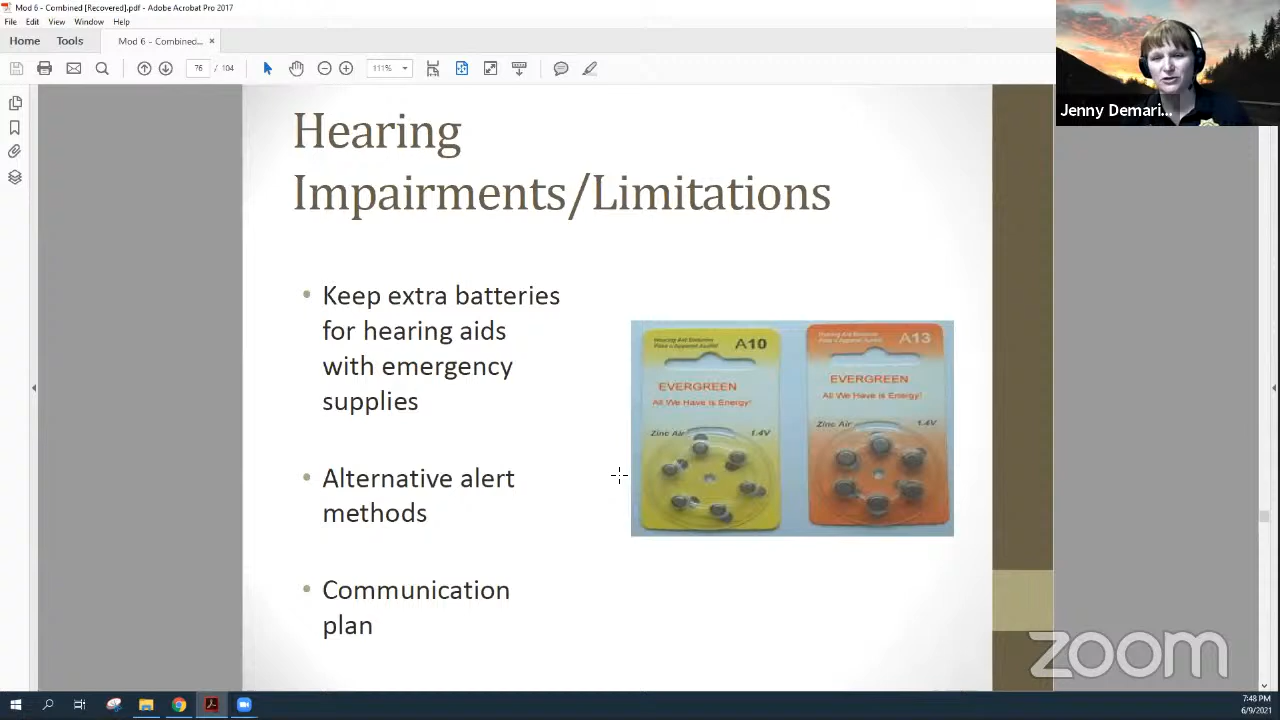 Mod 6 - Combined [Recovered].pdf - Adobe Acrobat Pro 2017
File Edit View Window Help
Home Tools Mod 6 - Combined... ×
76 / 104 111%
Jenny Demari...
Hearing
Impairments/Limitations
• Keep extra batteries
for hearing aids
with emergency
supplies
• Alternative alert
methods
• Communication
plan
A10
EVERGREEN
All We Have is Energy!
Zinc Air 1.4V
Hearing Aid Batteries
A13
EVERGREEN
All We Have is Energy!
Zinc Air 1.4V
zoom
7:48 PM
6/9/2021